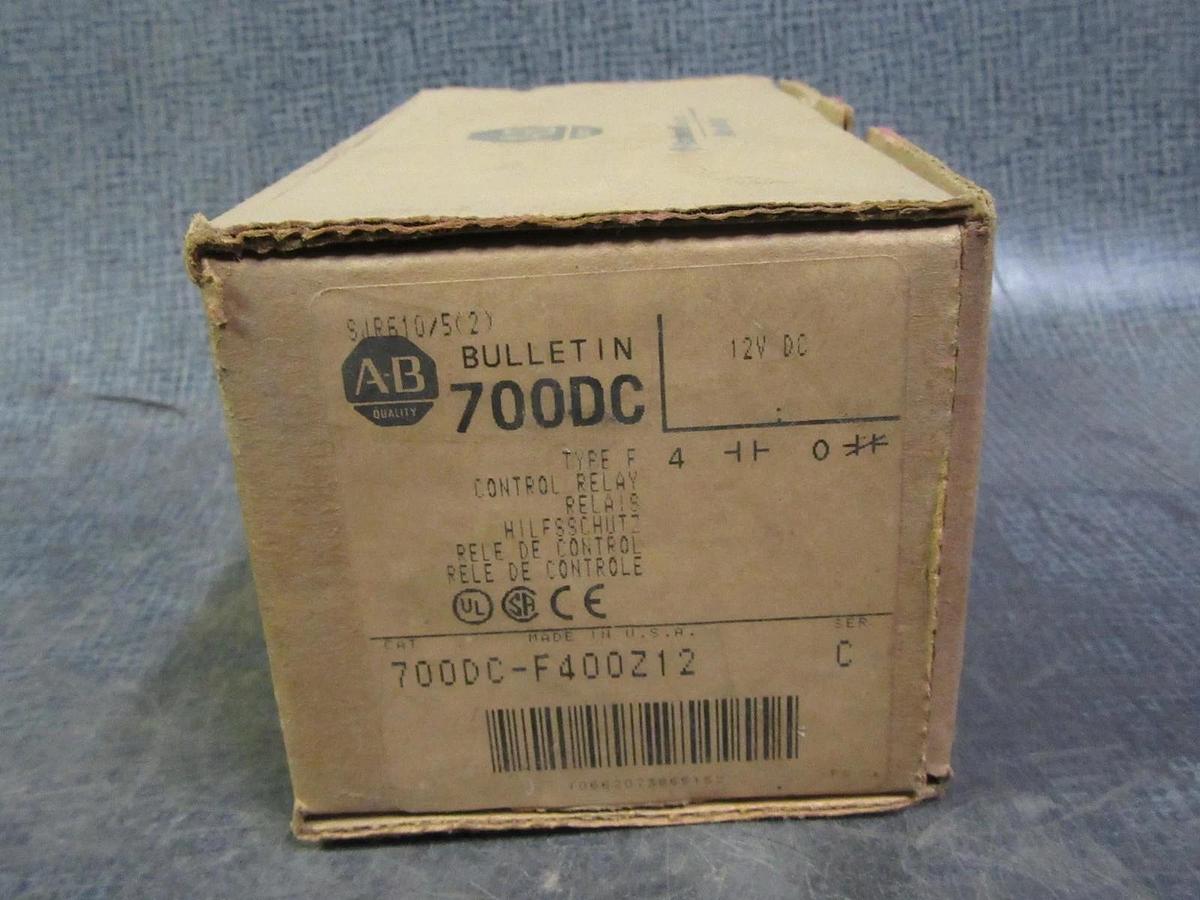 SJR610/5(2)
A-B
QUALITY
BULLETIN
700DC
12V DC
4 0
TYPE F
CONTROL RELAY
RELAIS
HILFSSCHUTZ
RELE DE CONTROL
RELE DE CONTROLE
UL SA CE
MADE IN U.S.A.
CAT SER
700DC-F400Z12 C